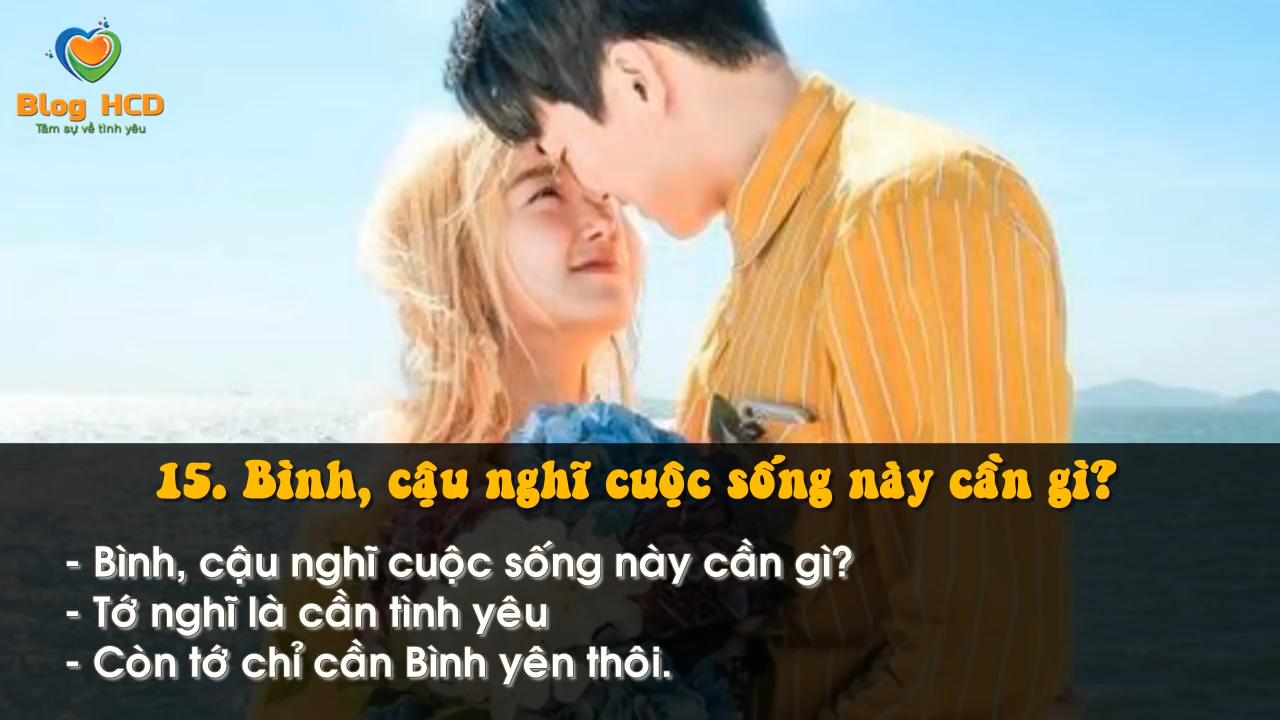 Blog HCD
Tâm sự về tình yêu
15. Bình, cậu nghĩ cuộc sống này cần gì?
- Bình, cậu nghĩ cuộc sống này cần gì?
- Tớ nghĩ là cần tình yêu
- Còn tớ chỉ cần Bình yên thôi.